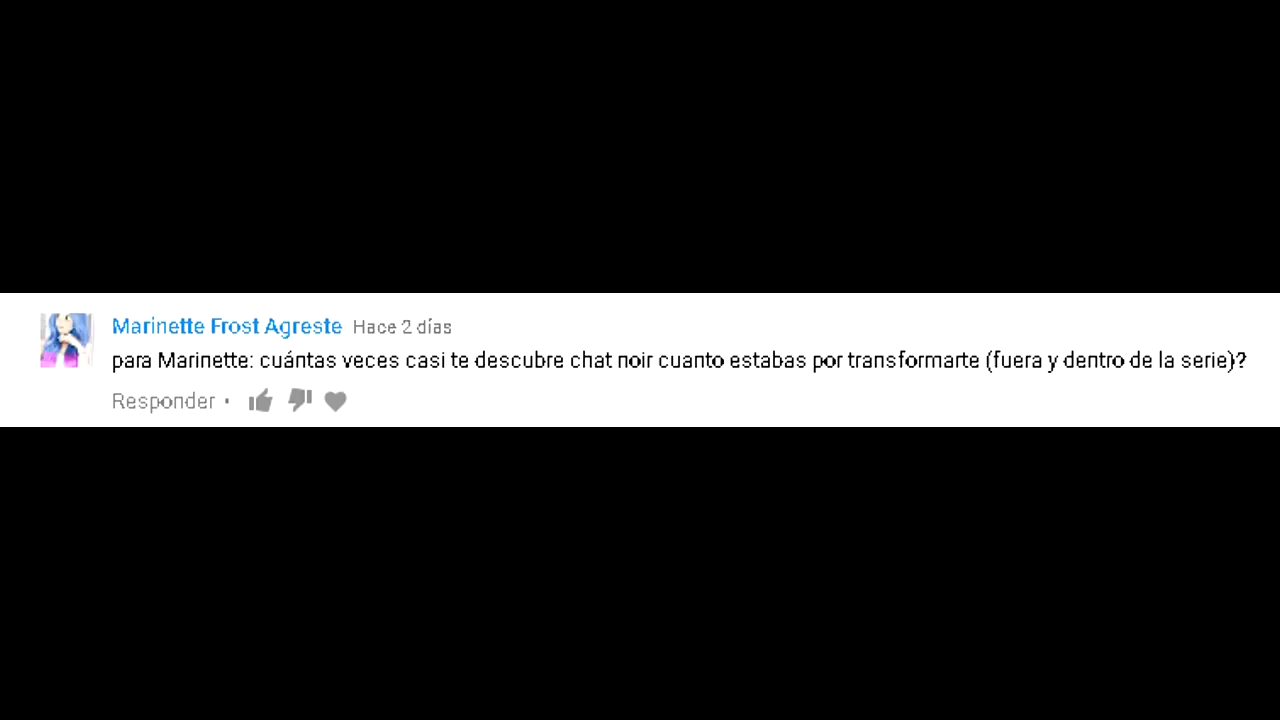 Marinette Frost Agreste Hace 2 días
para Marinette: cuántas veces casi te descubre chat noir cuanto estabas por transformarte (fuera y dentro de la serie)?
Responder •